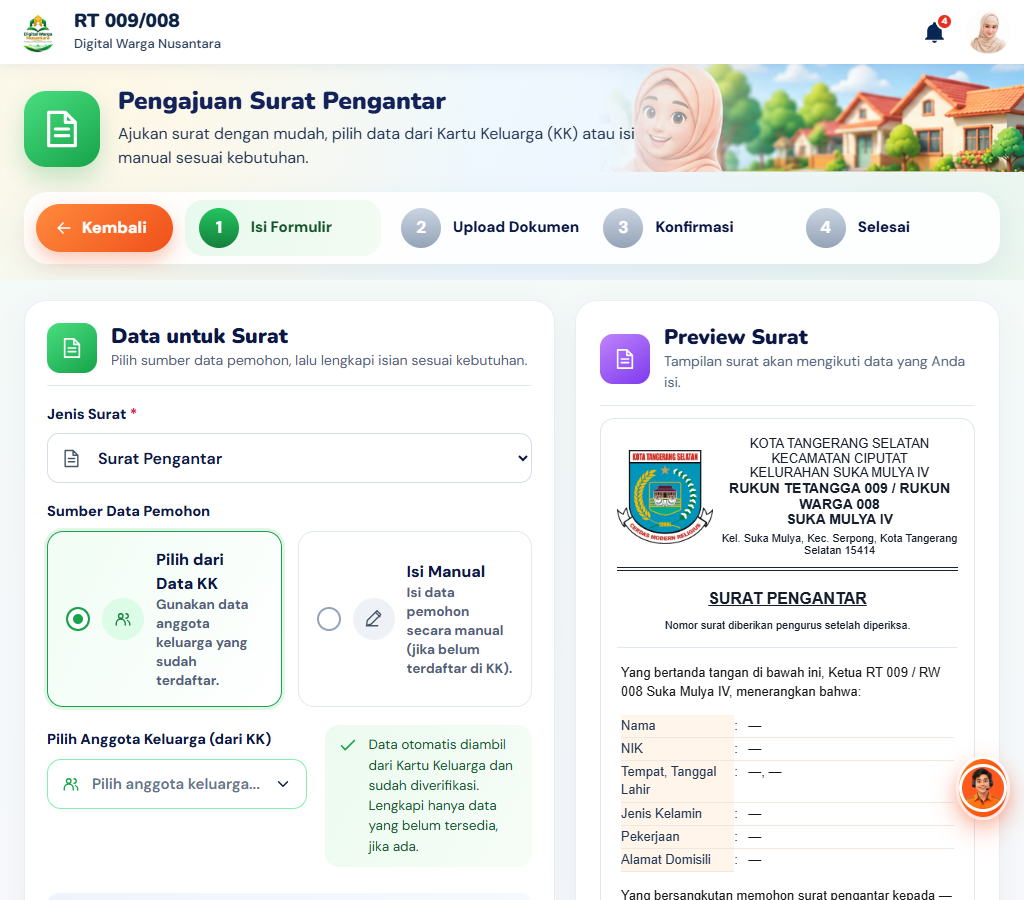 RT 009/008
Digital Warga Nusantara
4
Pengajuan Surat Pengantar
Ajukan surat dengan mudah, pilih data dari Kartu Keluarga (KK) atau isi
manual sesuai kebutuhan.
← Kembali
1 Isi Formulir
2 Upload Dokumen
3 Konfirmasi
4 Selesai
Data untuk Surat
Pilih sumber data pemohon, lalu lengkapi isian sesuai kebutuhan.
Jenis Surat *
Surat Pengantar
Sumber Data Pemohon
Pilih dari
Data KK
Gunakan data
anggota
keluarga yang
sudah
terdaftar.
Isi Manual
Isi data
pemohon
secara manual
(jika belum
terdaftar di KK).
Pilih Anggota Keluarga (dari KK)
Pilih anggota keluarga...
Data otomatis diambil
dari Kartu Keluarga dan
sudah diverifikasi.
Lengkapi hanya data
yang belum tersedia,
jika ada.
Preview Surat
Tampilan surat akan mengikuti data yang Anda
isi.
KOTA TANGERANG SELATAN
CERDAS MODERN RELIGIUS
KOTA TANGERANG SELATAN
KECAMATAN CIPUTAT
KELURAHAN SUKA MULYA IV
RUKUN TETANGGA 009 / RUKUN
WARGA 008
SUKA MULYA IV
Kel. Suka Mulya, Kec. Serpong, Kota Tangerang
Selatan 15414
SURAT PENGANTAR
Nomor surat diberikan pengurus setelah diperiksa.
Yang bertanda tangan di bawah ini, Ketua RT 009 / RW
008 Suka Mulya IV, menerangkan bahwa:
Nama : —
NIK : —
Tempat, Tanggal : —, —
Lahir
Jenis Kelamin : —
Pekerjaan : —
Alamat Domisili : —
Yang bersangkutan memohon surat pengantar kepada —